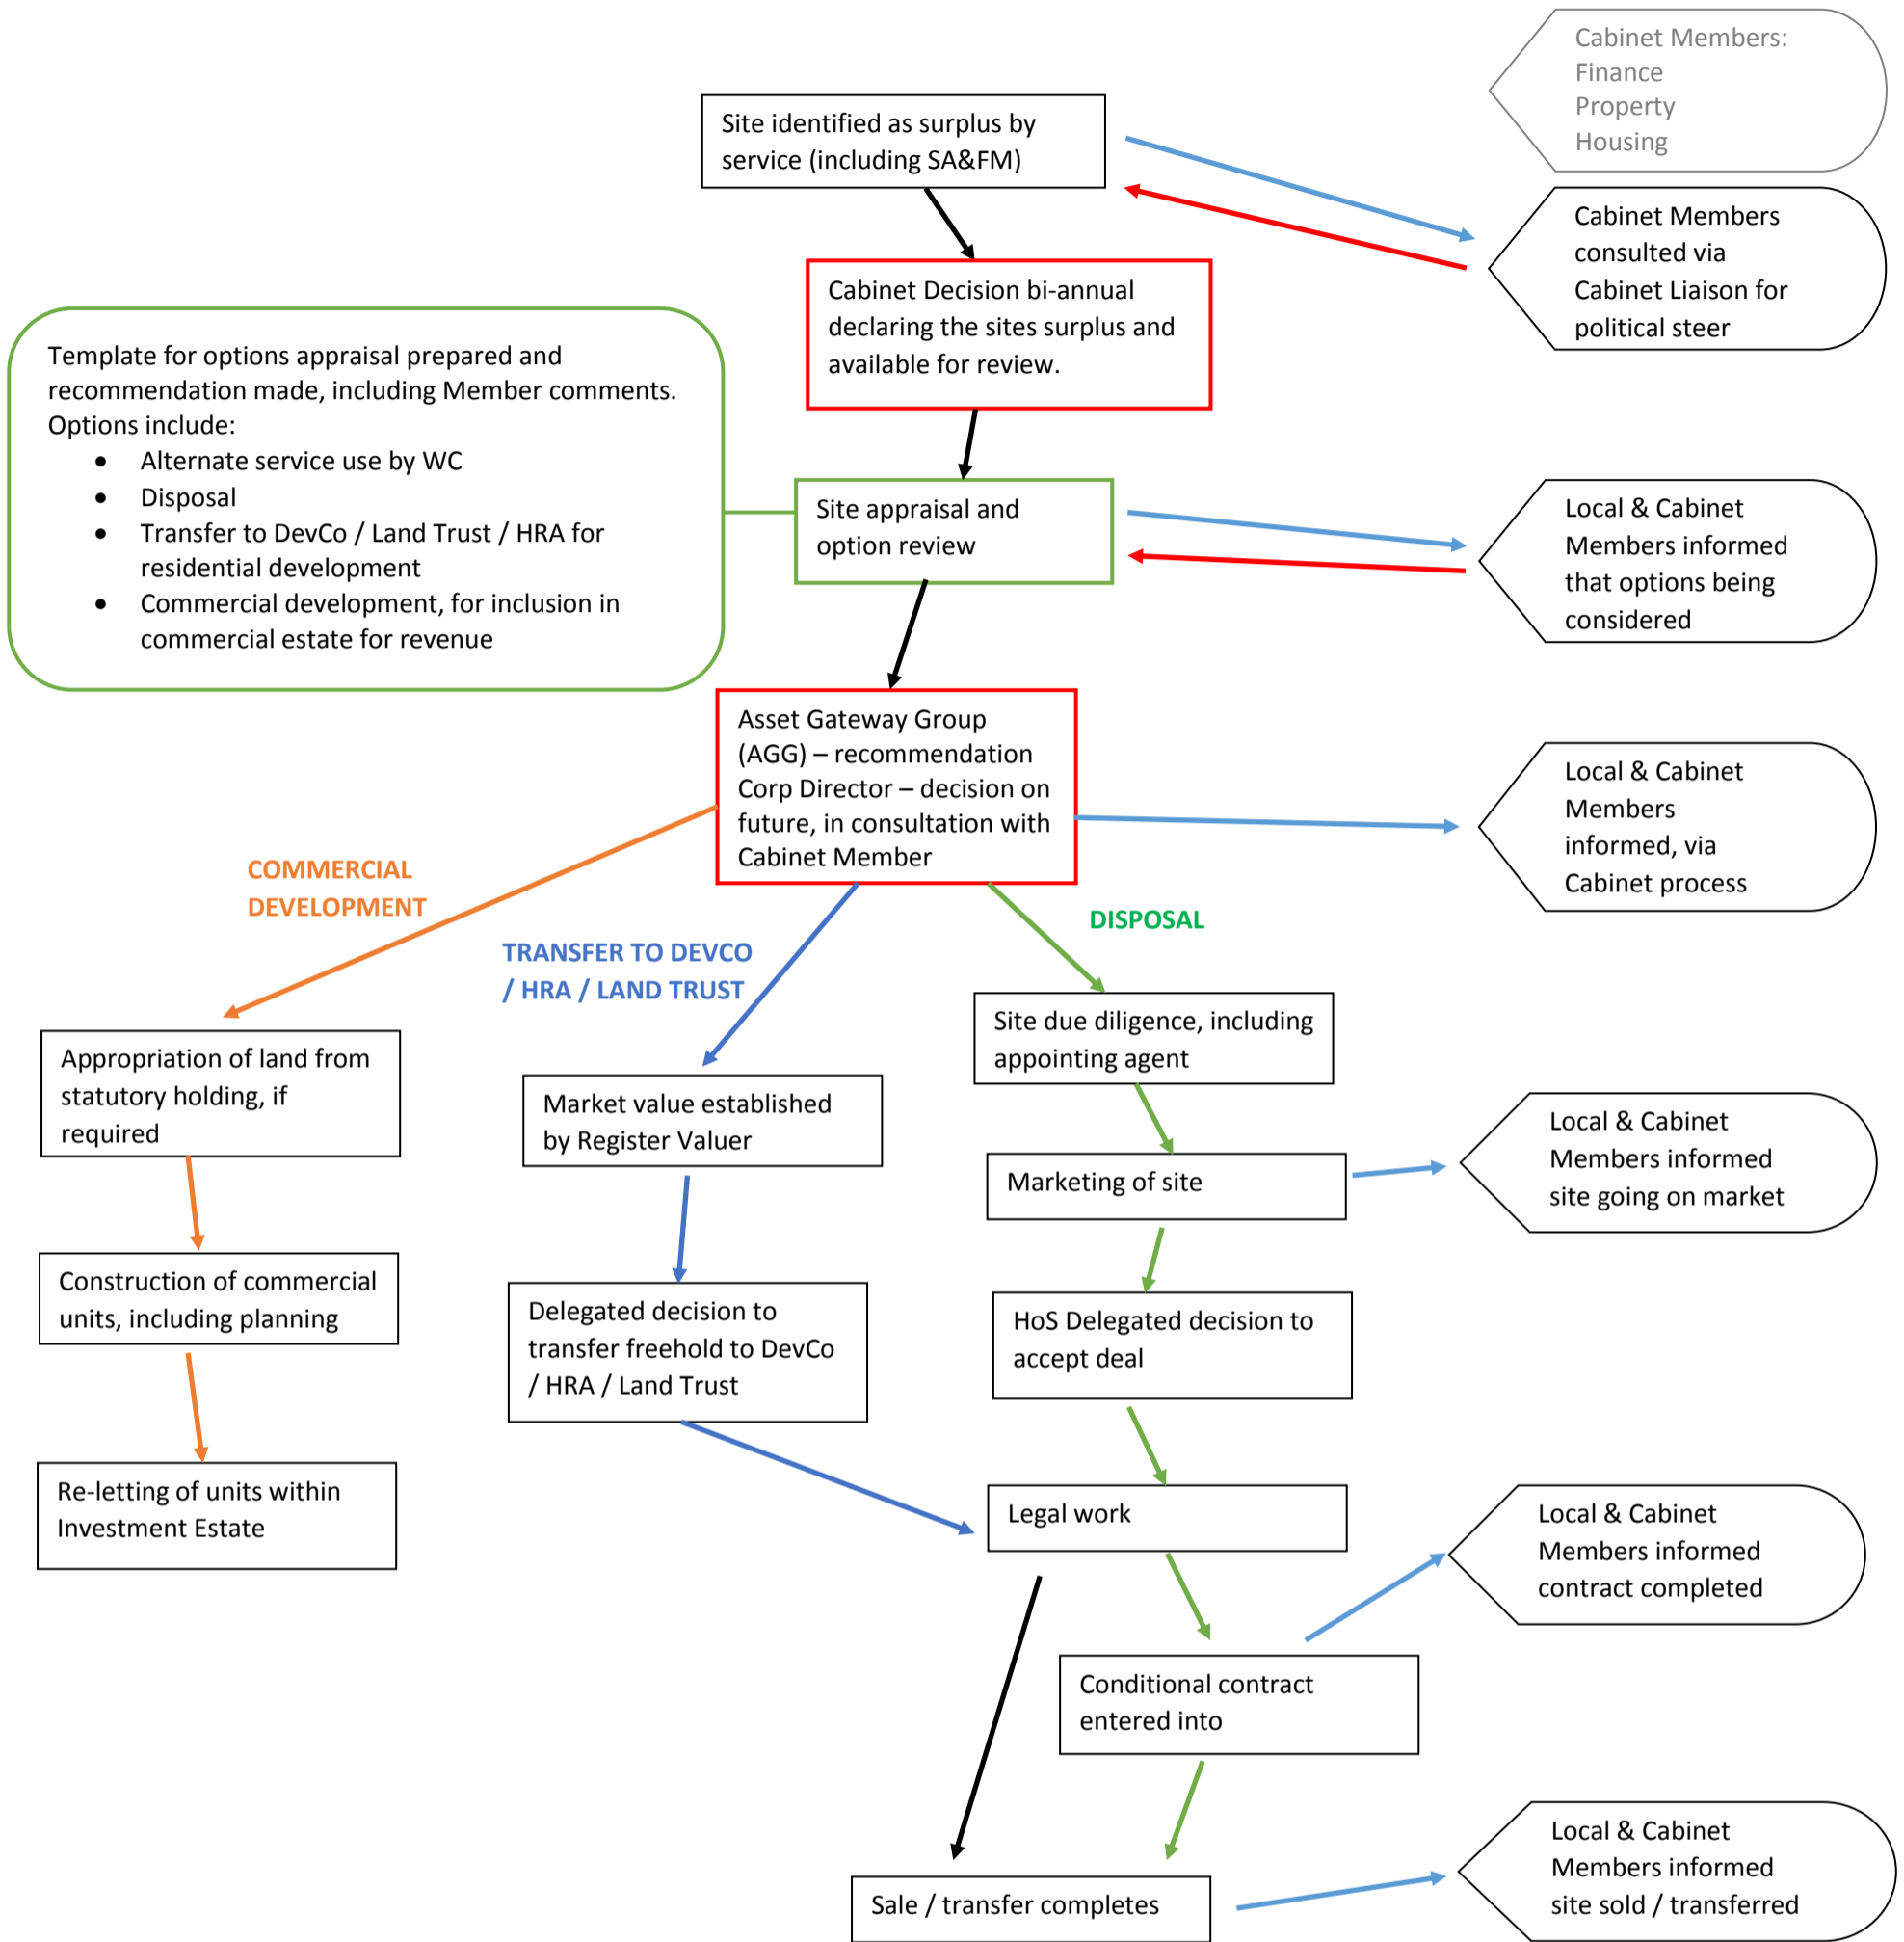 Cabinet Members:
Finance
Property
Housing
Site identified as surplus by
service (including SA&FM)
Cabinet Members
consulted via
Cabinet Liaison for
political steer
Cabinet Decision bi-annual
declaring the sites surplus and
available for review.
Template for options appraisal prepared and
recommendation made, including Member comments.
Options include:
• Alternate service use by WC
• Disposal
• Transfer to DevCo / Land Trust / HRA for
residential development
• Commercial development, for inclusion in
commercial estate for revenue
Site appraisal and
option review
Local & Cabinet
Members informed
that options being
considered
Asset Gateway Group
(AGG) – recommendation
Corp Director – decision on
future, in consultation with
Cabinet Member
Local & Cabinet
Members
informed, via
Cabinet process
COMMERCIAL
DEVELOPMENT
TRANSFER TO DEVCO
/ HRA / LAND TRUST
DISPOSAL
Appropriation of land from
statutory holding, if
required
Market value established
by Register Valuer
Site due diligence, including
appointing agent
Marketing of site
Local & Cabinet
Members informed
site going on market
Construction of commercial
units, including planning
Delegated decision to
transfer freehold to DevCo
/ HRA / Land Trust
HoS Delegated decision to
accept deal
Re-letting of units within
Investment Estate
Legal work
Local & Cabinet
Members informed
contract completed
Conditional contract
entered into
Sale / transfer completes
Local & Cabinet
Members informed
site sold / transferred